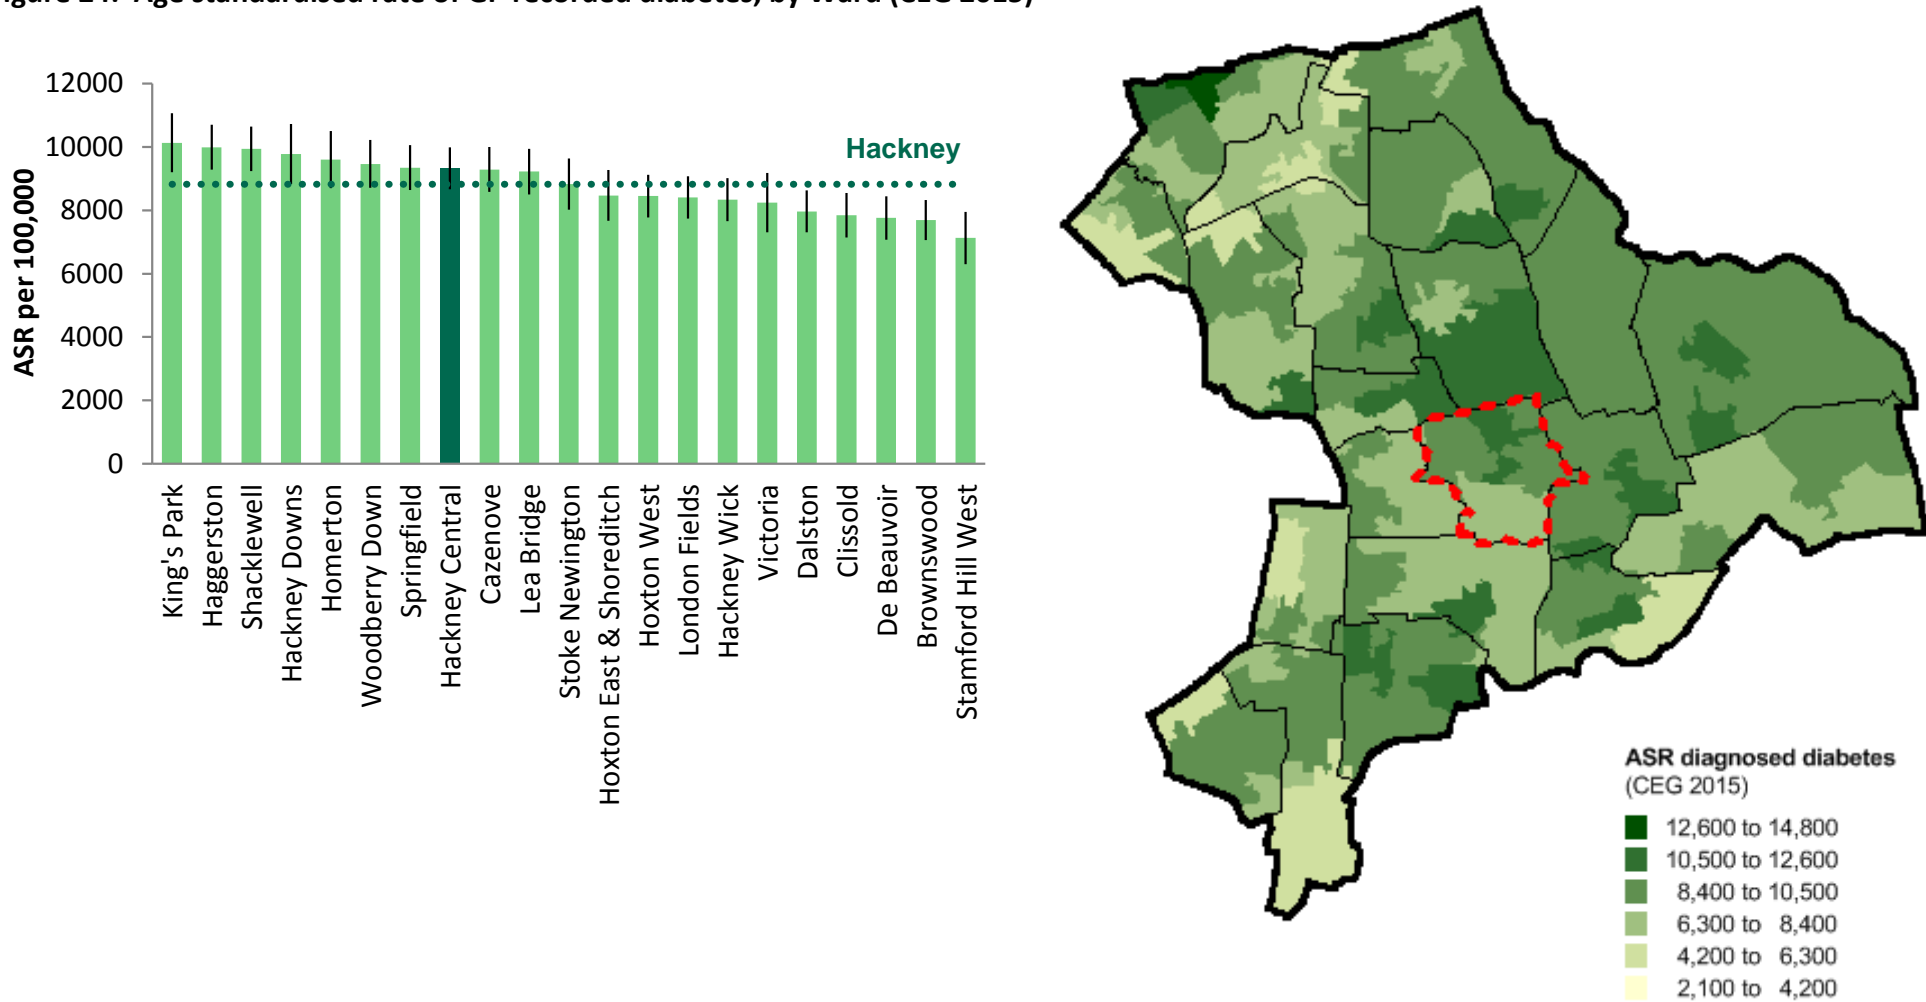 12000
10000
8000
6000
4000
2000
0
ASR per 100,000
Hackney
King's Park
Haggerston
Shacklewell
Hackney Downs
Homerton
Woodberry Down
Springfield
Hackney Central
Cazenove
Lea Bridge
Stoke Newington
Hoxton East & Shoreditch
Hoxton West
London Fields
Hackney Wick
Victoria
Dalston
Clissold
De Beauvoir
Brownswood
Stamford Hill West
ASR diagnosed diabetes
(CEG 2015)
12,600 to 14,800
10,500 to 12,600
8,400 to 10,500
6,300 to 8,400
4,200 to 6,300
2,100 to 4,200